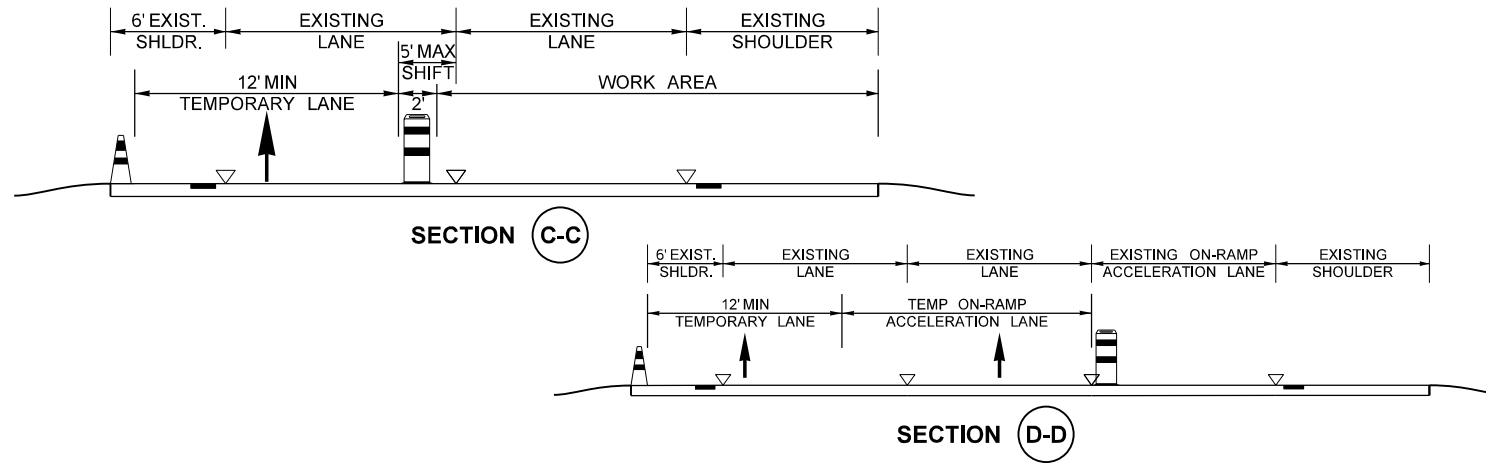 6' EXIST.
SHLDR.
EXISTING
LANE
EXISTING
LANE
EXISTING
SHOULDER
5' MAX
SHIFT
12' MIN
TEMPORARY LANE
2'
WORK AREA
SECTION C-C
6' EXIST.
SHLDR.
EXISTING
LANE
EXISTING
LANE
EXISTING ON-RAMP
ACCELERATION LANE
EXISTING
SHOULDER
12' MIN
TEMPORARY LANE
TEMP ON-RAMP
ACCELERATION LANE
SECTION D-D